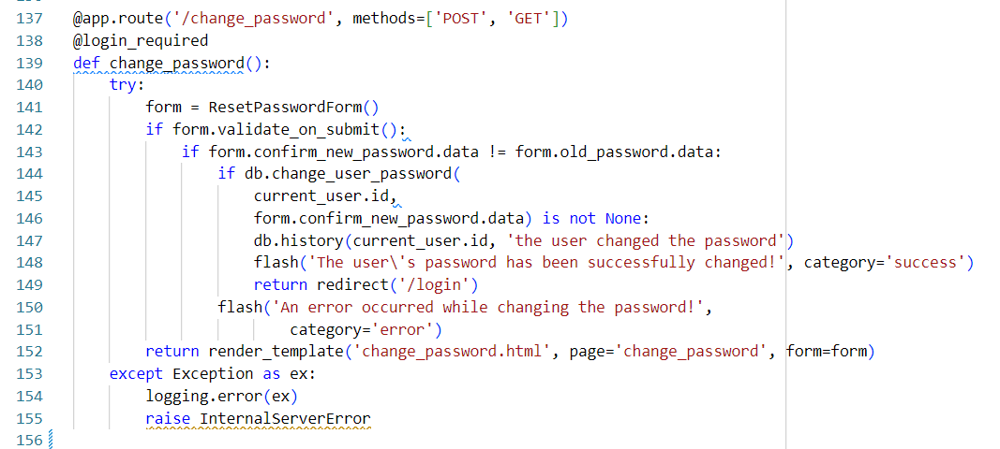 137 @app.route('/change_password', methods=['POST', 'GET'])
138 @login_required
139 def change_password():
140     try:
141         form = ResetPasswordForm()
142         if form.validate_on_submit():
143             if form.confirm_new_password.data != form.old_password.data:
144                 if db.change_user_password(
145                     current_user.id,
146                     form.confirm_new_password.data) is not None:
147                     db.history(current_user.id, 'the user changed the password')
148                     flash('The user\'s password has been successfully changed!', category='success')
149                     return redirect('/login')
150                 flash('An error occurred while changing the password!',
151                         category='error')
152         return render_template('change_password.html', page='change_password', form=form)
153     except Exception as ex:
154         logging.error(ex)
155         raise InternalServerError
156